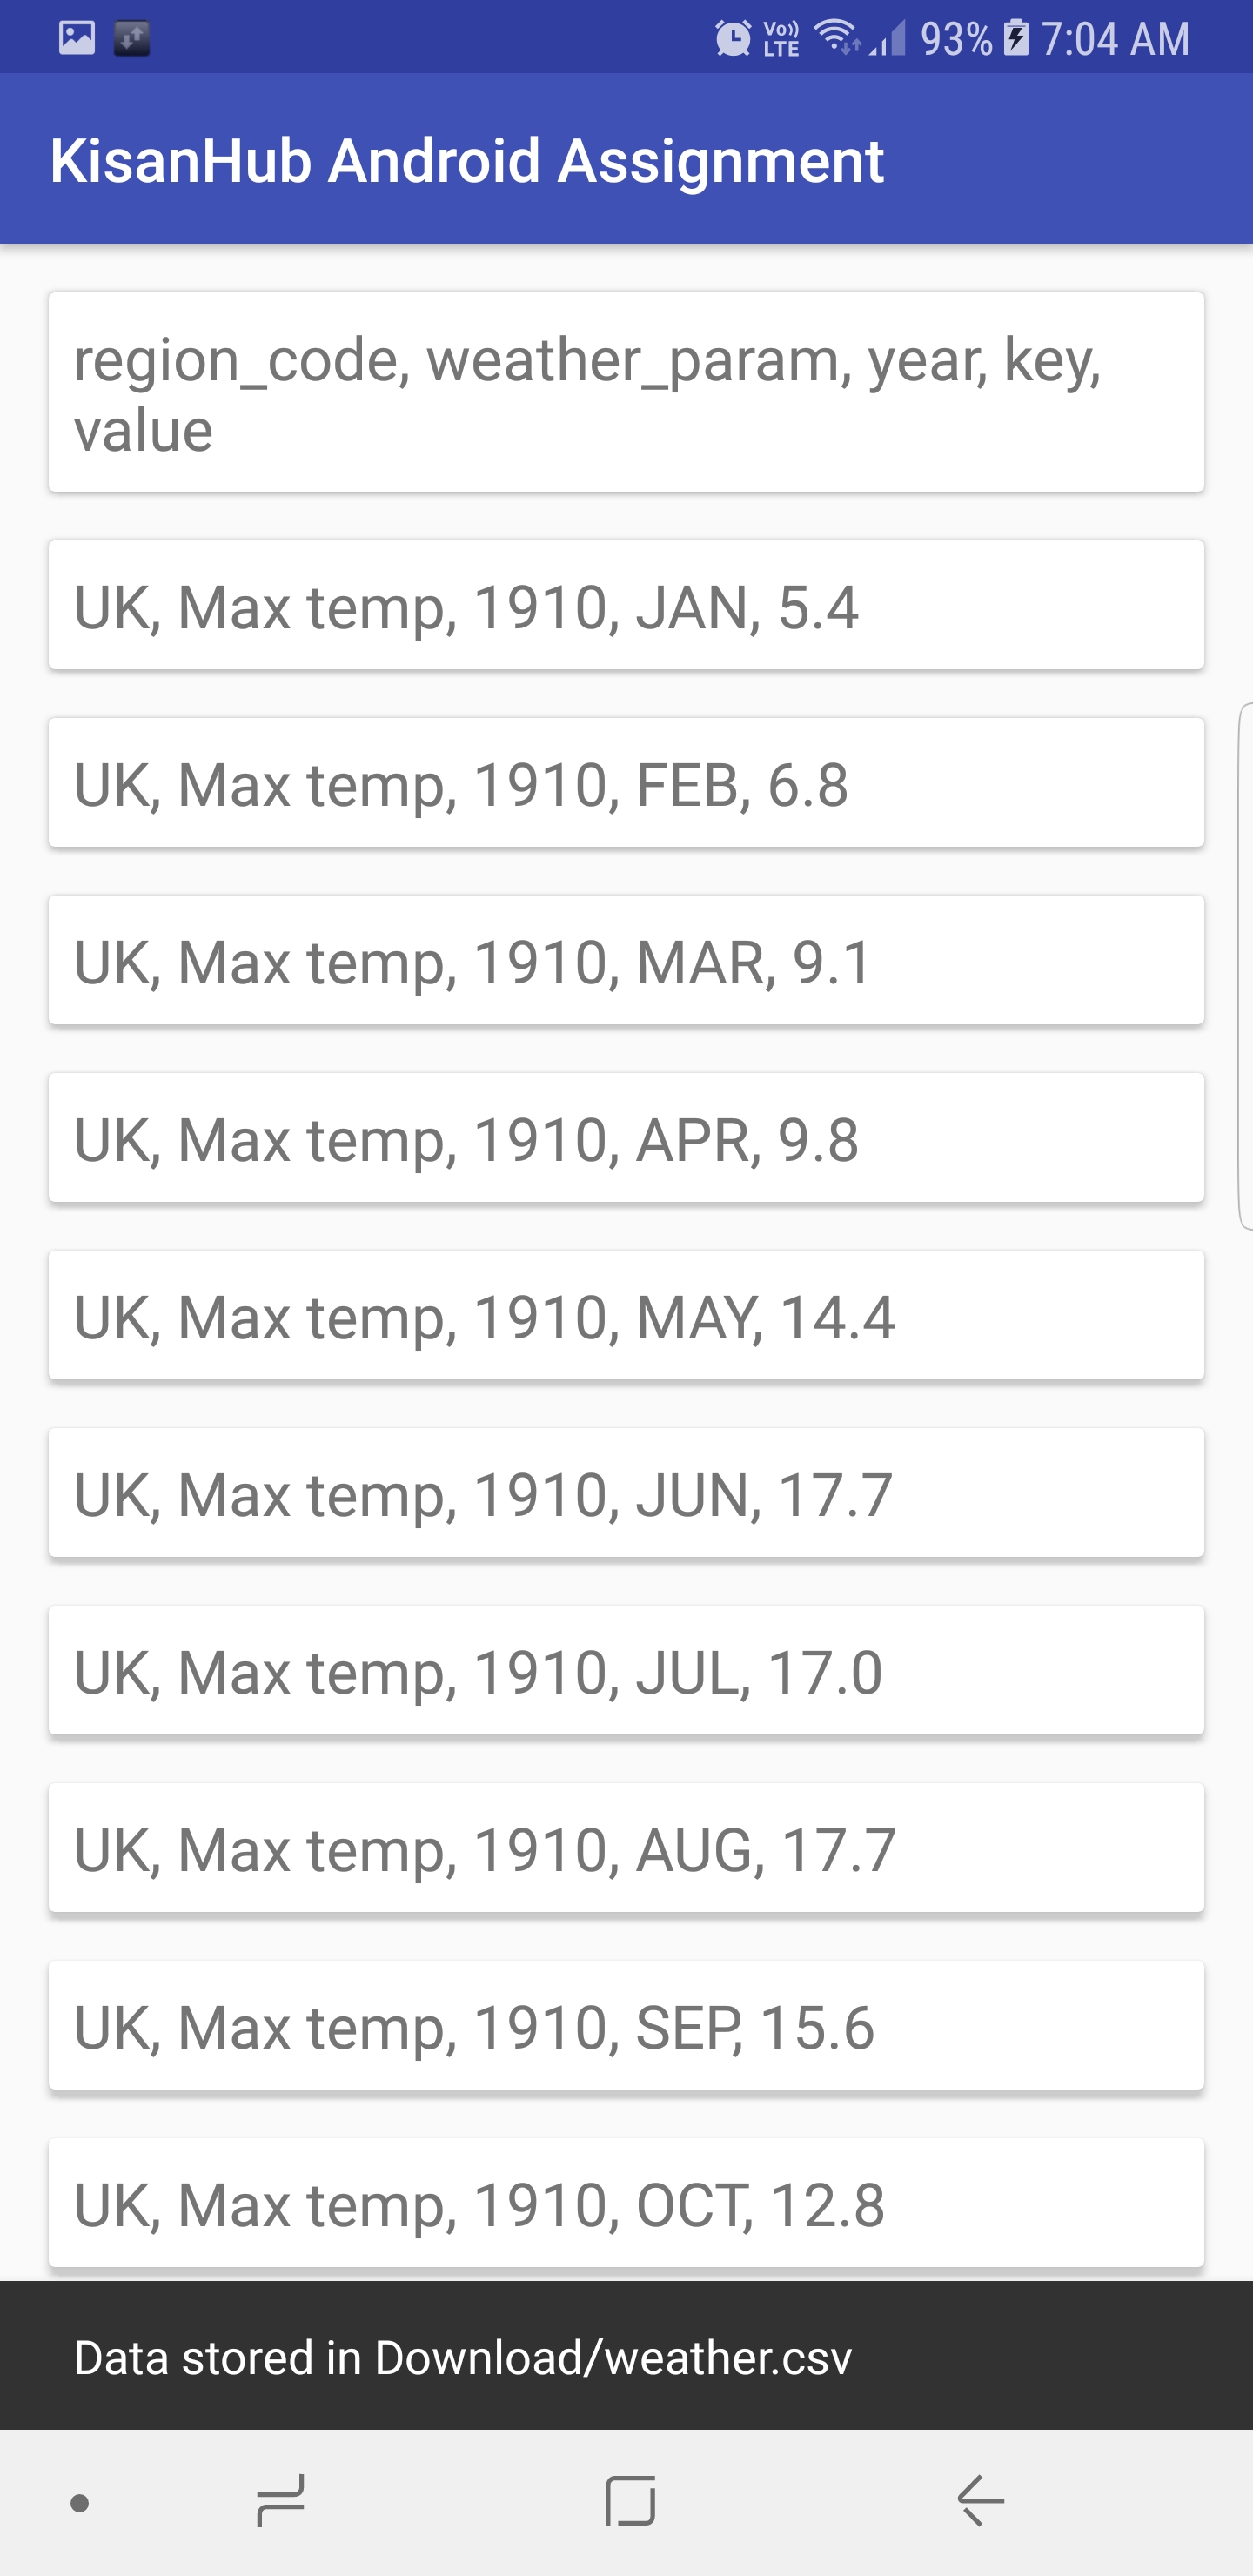 Vo)) LTE 93% 7:04 AM
KisanHub Android Assignment
region_code, weather_param, year, key,
value
UK, Max temp, 1910, JAN, 5.4
UK, Max temp, 1910, FEB, 6.8
UK, Max temp, 1910, MAR, 9.1
UK, Max temp, 1910, APR, 9.8
UK, Max temp, 1910, MAY, 14.4
UK, Max temp, 1910, JUN, 17.7
UK, Max temp, 1910, JUL, 17.0
UK, Max temp, 1910, AUG, 17.7
UK, Max temp, 1910, SEP, 15.6
UK, Max temp, 1910, OCT, 12.8
Data stored in Download/weather.csv